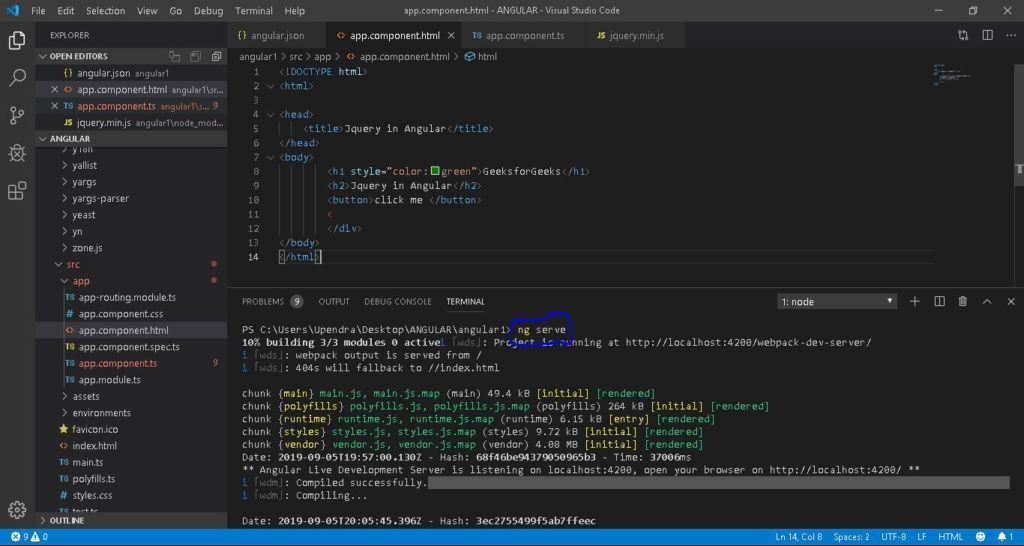 File Edit Selection View Go Debug Terminal Help
app.component.html - ANGULAR - Visual Studio Code
EXPLORER
OPEN EDITORS
{} angular.json angular1
<> app.component.html angular1\sr...
TS app.component.ts angular1\s... 9
jquery.min.js angular1\node_mod...
ANGULAR
y18n
yallist
yargs
yargs-parser
yeast
yn
zone.js
src
app
TS app-routing.module.ts
app.component.css
<> app.component.html
app.component.spec.ts
TS app.component.ts 9
TS app.module.ts
assets
environments
favicon.ico
<> index.html
TS main.ts
TS polyfills.ts
styles.css
OUTLINE
{} angular.json
<> app.component.html
TS app.component.ts
jquery.min.js
angular1 > src > app > <> app.component.html > html
1 <!DOCTYPE html>
2 <html>
3
4 <head>
5 <title>Jquery in Angular</title>
6 </head>
7 <body>
8 <h1 style="color:green">GeeksforGeeks</h1>
9 <h2>Jquery in Angular</h2>
10 <button>click me </button>
11 <
12 </div>
13 </body>
14 </html>
PROBLEMS 9 OUTPUT DEBUG CONSOLE TERMINAL
1: node
PS C:\Users\Upendra\Desktop\ANGULAR\angular1> ng serve
10% building 3/3 modules 0 activei ｢wds｣: Project is running at http://localhost:4200/webpack-dev-server/
i ｢wds｣: webpack output is served from /
i ｢wds｣: 404s will fallback to //index.html
chunk {main} main.js, main.js.map (main) 49.4 kB [initial] [rendered]
chunk {polyfills} polyfills.js, polyfills.js.map (polyfills) 264 kB [initial] [rendered]
chunk {runtime} runtime.js, runtime.js.map (runtime) 6.15 kB [entry] [rendered]
chunk {styles} styles.js, styles.js.map (styles) 9.72 kB [initial] [rendered]
chunk {vendor} vendor.js, vendor.js.map (vendor) 4.08 MB [initial] [rendered]
Date: 2019-09-05T19:57:00.130Z - Hash: 68f46be94379050965b3 - Time: 37006ms
** Angular Live Development Server is listening on localhost:4200, open your browser on http://localhost:4200/ **
i ｢wdm｣: Compiled successfully.
i ｢wdm｣: Compiling...
Date: 2019-09-05T20:05:45.396Z - Hash: 3ec2755499f5ab7ffeec
9 0
Ln 14, Col 8 Spaces: 2 UTF-8 LF HTML 1